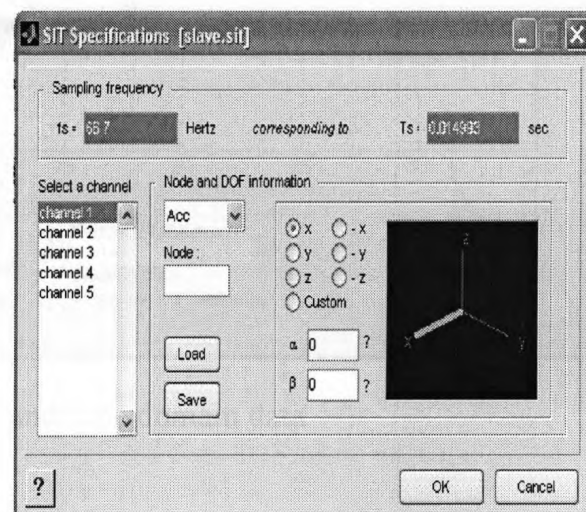 SIT Specifications [slave.sit]
Sampling frequency
fs = 66.7 Hertz corresponding to Ts = 0.014993 sec
Select a channel
channel 1
channel 2
channel 3
channel 4
channel 5
Node and DOF information
Acc
Node :
Load
Save
x - x
y - y
z - z
Custom
α 0 ?
β 0 ?
z
x
y
?
OK
Cancel